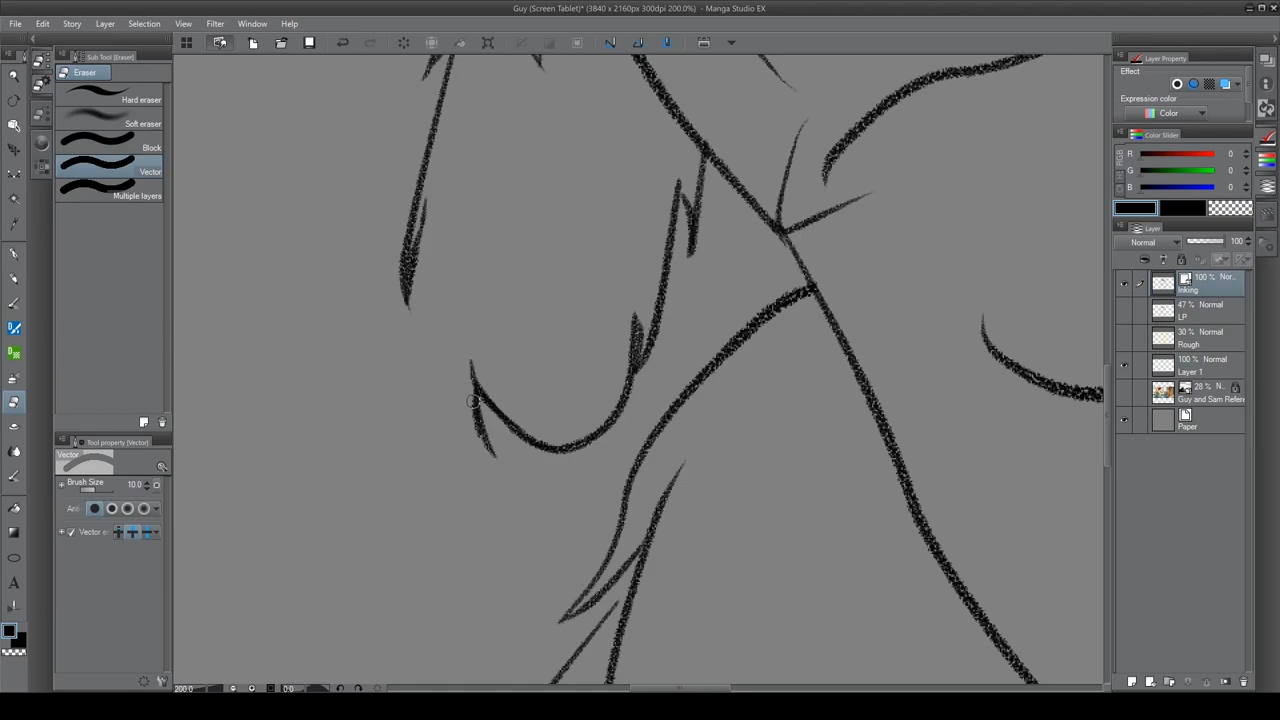 Guy (Screen Tablet)* (3840 x 2160px 300dpi 200.0%)  - Manga Studio EX
File Edit Story Layer Selection View Filter Window Help
Sub Tool [Eraser]
Eraser
Hard eraser
Soft eraser
Block
Vector
Multiple layers
Tool property [Vector]
Vector
Brush Size 10.0
Anti-
Vector er
A
200.0
0.0
Layer Property
Effect
Expression color
Color
Color Slider
RGB
R 0
G 0
B 0
Layer
Normal 100
100 % Nor..
Inking
47 % Normal
LP
30 % Normal
Rough
100 % Normal
Layer 1
28 % N..
Guy and Sam Refere
Paper